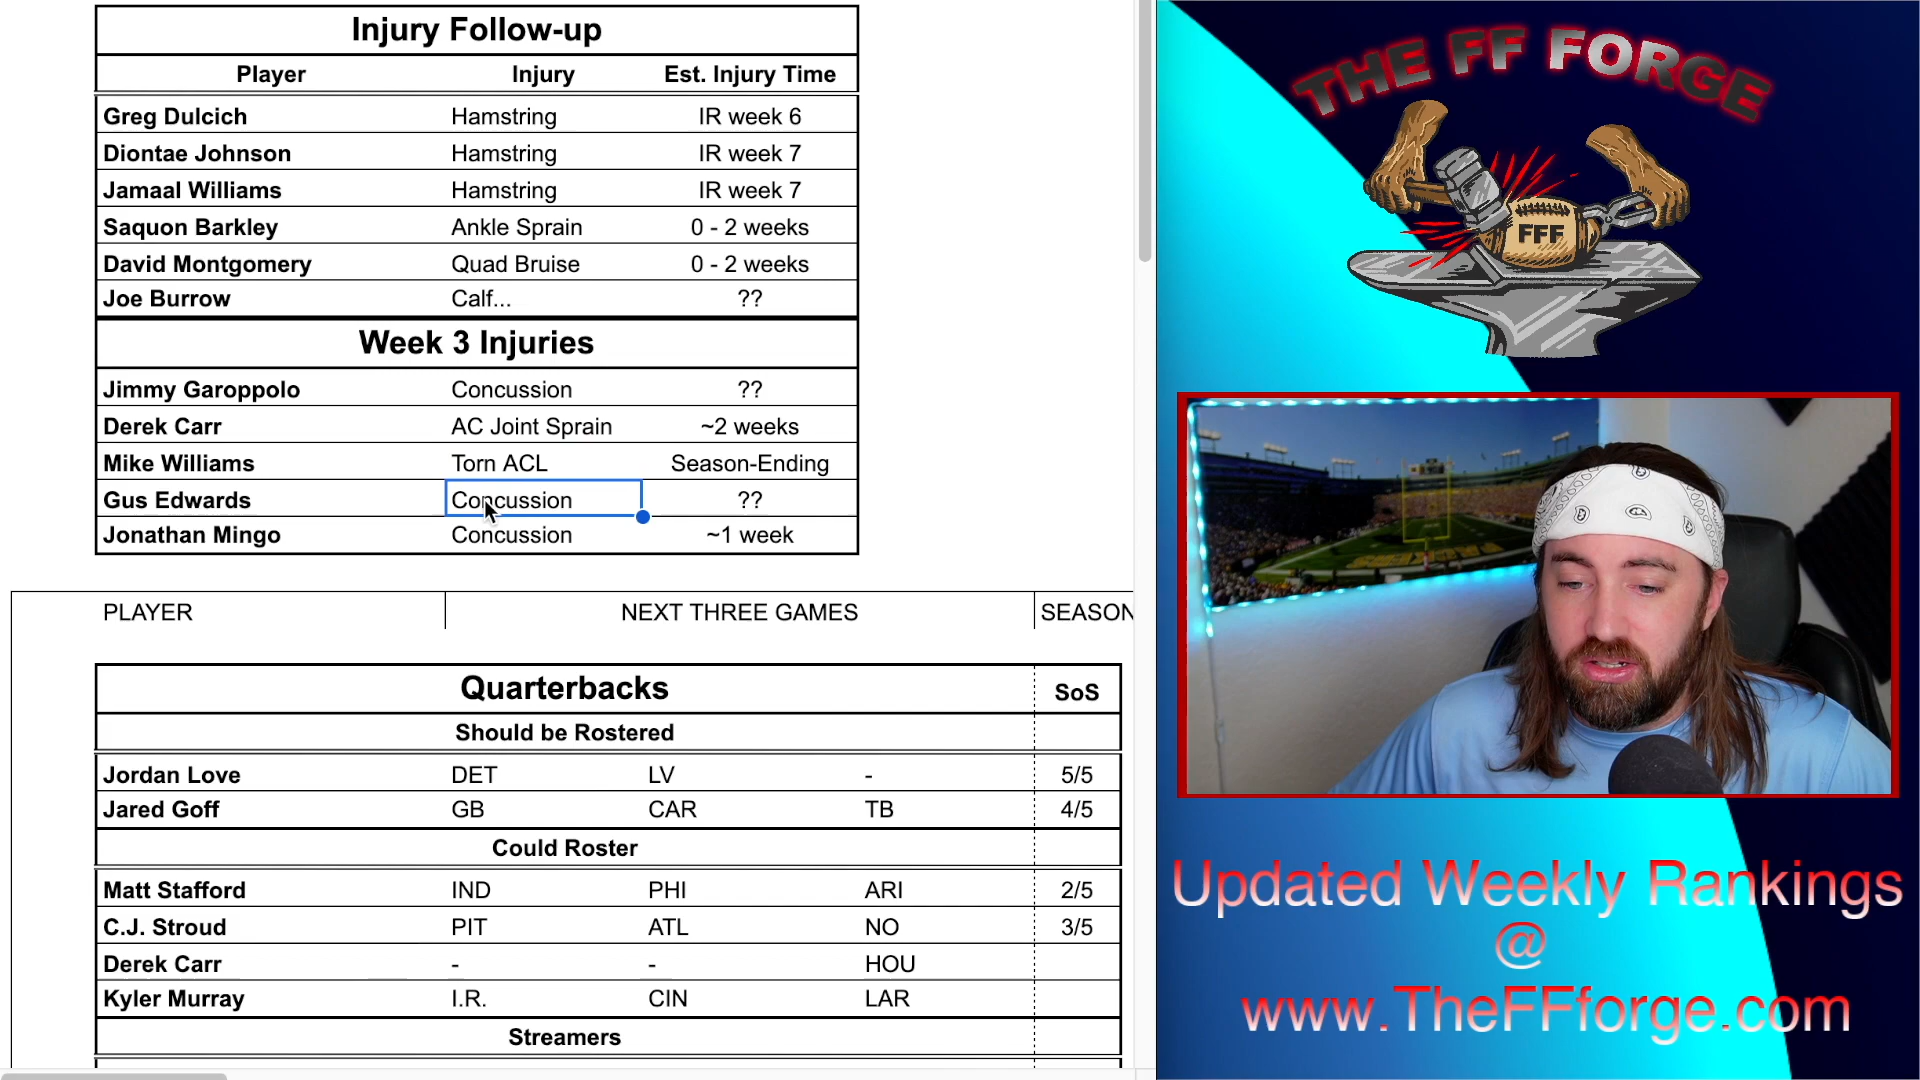 Injury Follow-up
Player Injury Est. Injury Time
Greg Dulcich Hamstring IR week 6
Diontae Johnson Hamstring IR week 7
Jamaal Williams Hamstring IR week 7
Saquon Barkley Ankle Sprain 0 - 2 weeks
David Montgomery Quad Bruise 0 - 2 weeks
Joe Burrow Calf... ??
Week 3 Injuries
Jimmy Garoppolo Concussion ??
Derek Carr AC Joint Sprain ~2 weeks
Mike Williams Torn ACL Season-Ending
Gus Edwards Concussion ??
Jonathan Mingo Concussion ~1 week
PLAYER NEXT THREE GAMES SEASON
Quarterbacks SoS
Should be Rostered
Jordan Love DET LV - 5/5
Jared Goff GB CAR TB 4/5
Could Roster
Matt Stafford IND PHI ARI 2/5
C.J. Stroud PIT ATL NO 3/5
Derek Carr - - HOU
Kyler Murray I.R. CIN LAR
Streamers
THE FF FORGE
FFF
Updated Weekly Rankings
@
www.TheFFforge.com